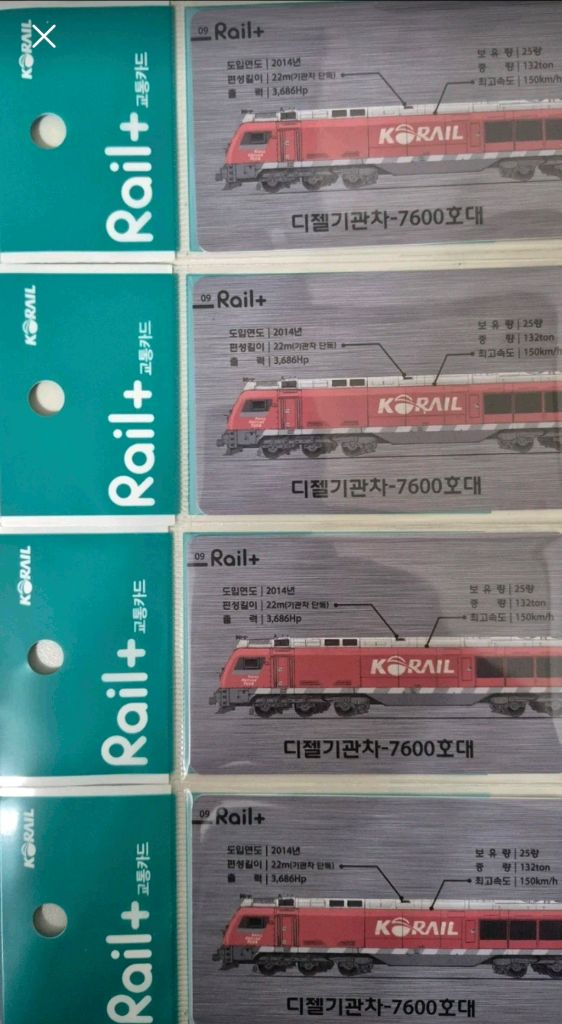 KORAIL
Rail+ 교통카드
09 Rail+
도입연도 | 2014년
편성길이 | 22m(기관차 단독)
출 력 | 3,686Hp
보 유 량 | 25량
중 량 | 132ton
최고속도 | 150km/h
KORAIL
디젤기관차-7600호대
KORAIL
Rail+ 교통카드
09 Rail+
도입연도 | 2014년
편성길이 | 22m(기관차 단독)
출 력 | 3,686Hp
보 유 량 | 25량
중 량 | 132ton
최고속도 | 150km/h
KORAIL
디젤기관차-7600호대
KORAIL
Rail+ 교통카드
09 Rail+
도입연도 | 2014년
편성길이 | 22m(기관차 단독)
출 력 | 3,686Hp
보 유 량 | 25량
중 량 | 132ton
최고속도 | 150km/h
KORAIL
디젤기관차-7600호대
KORAIL
Rail+ 교통카드
09 Rail+
도입연도 | 2014년
편성길이 | 22m(기관차 단독)
출 력 | 3,686Hp
보 유 량 | 25량
중 량 | 132ton
최고속도 | 150km/h
KORAIL
디젤기관차-7600호대